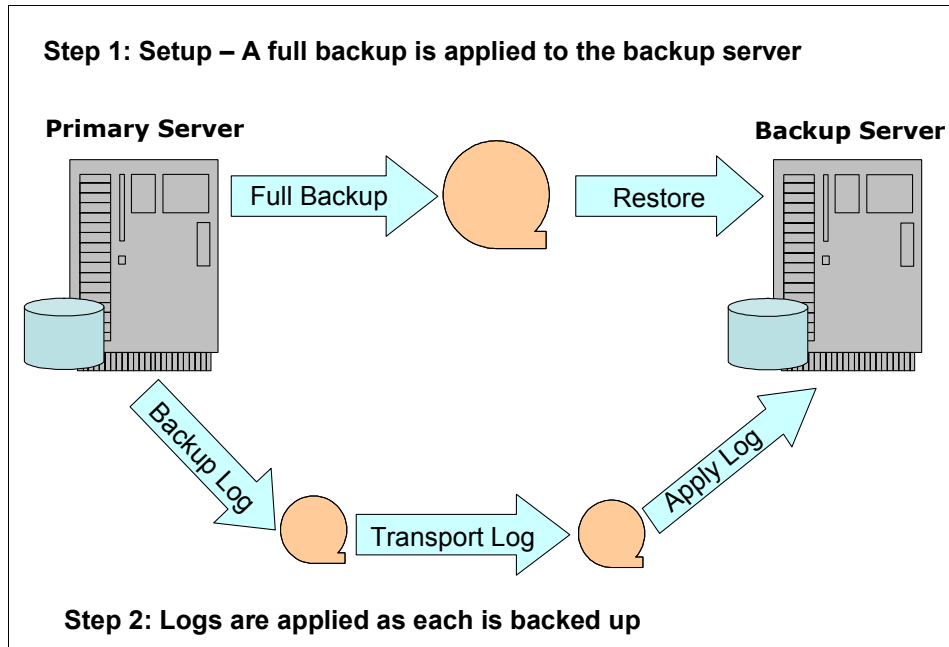 Step 1: Setup – A full backup is applied to the backup server
Primary Server
Backup Server
Full Backup
Restore
Backup Log
Transport Log
Apply Log
Step 2: Logs are applied as each is backed up